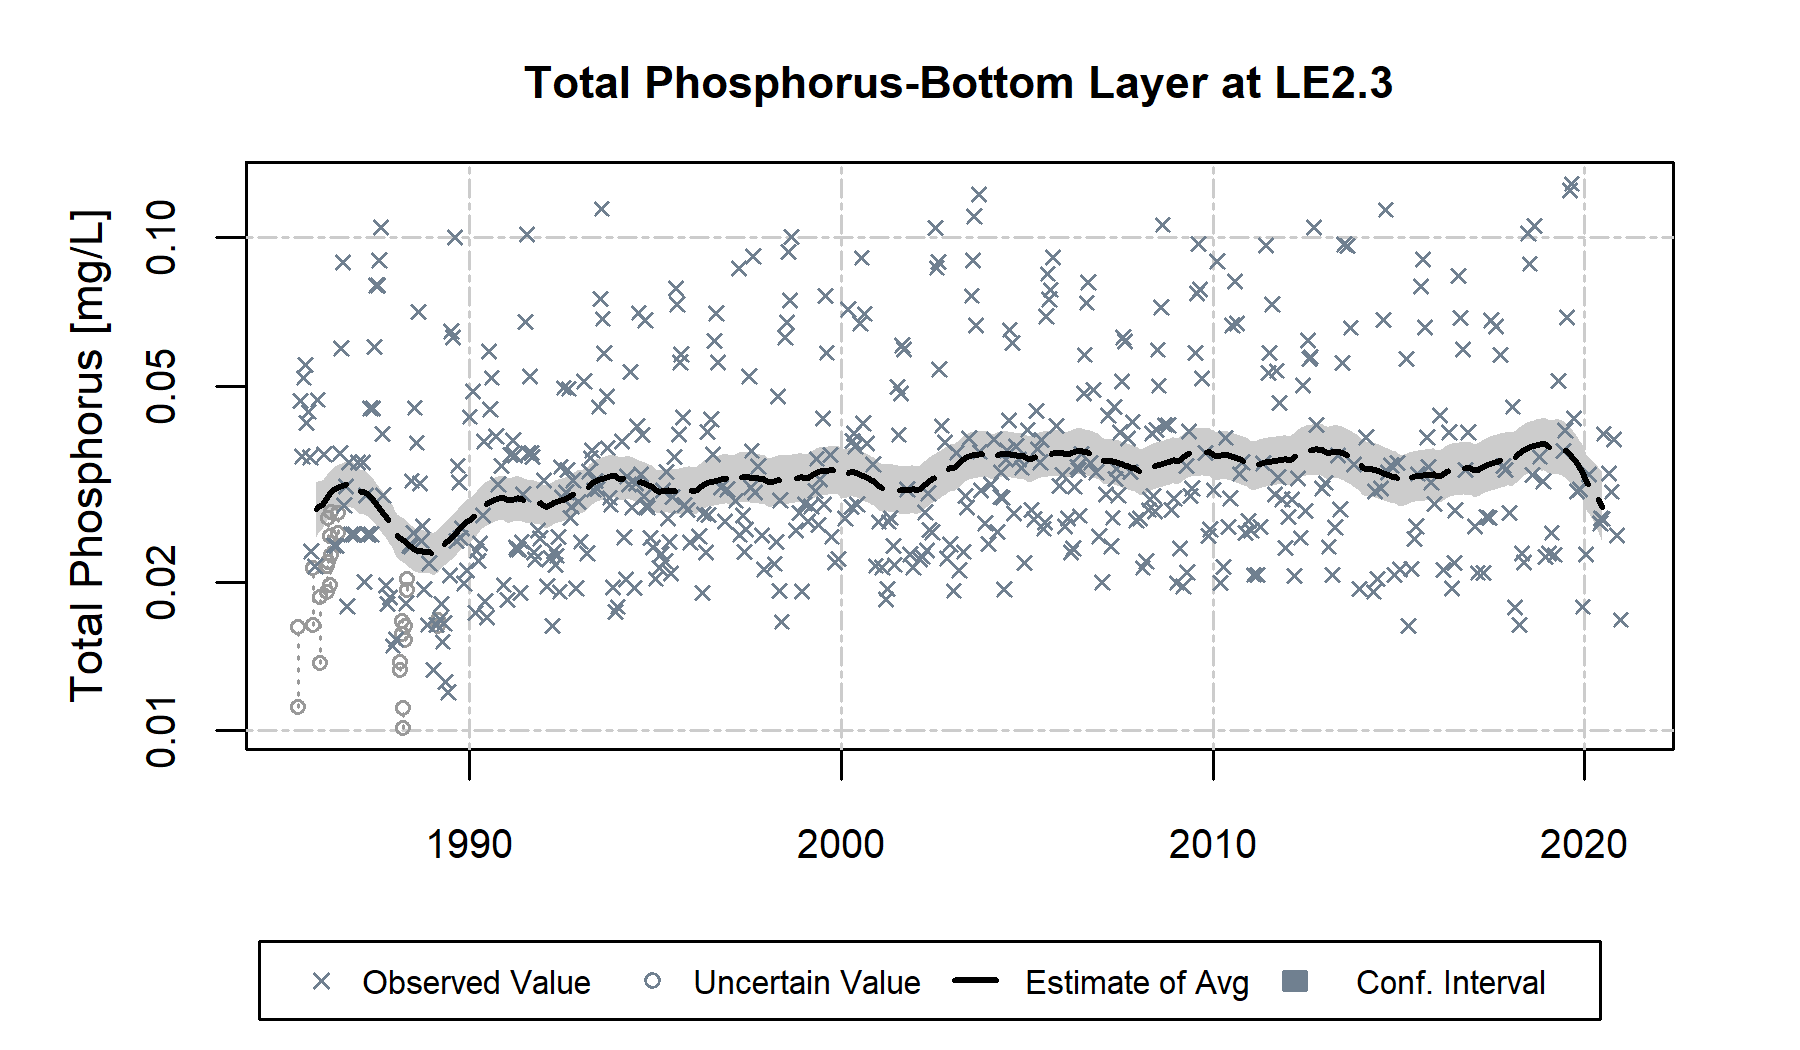 Total Phosphorus-Bottom Layer at LE2.3
Total Phosphorus [mg/L]
0.10
0.05
0.02
0.01
1990 2000 2010 2020
Observed Value Uncertain Value Estimate of Avg Conf. Interval